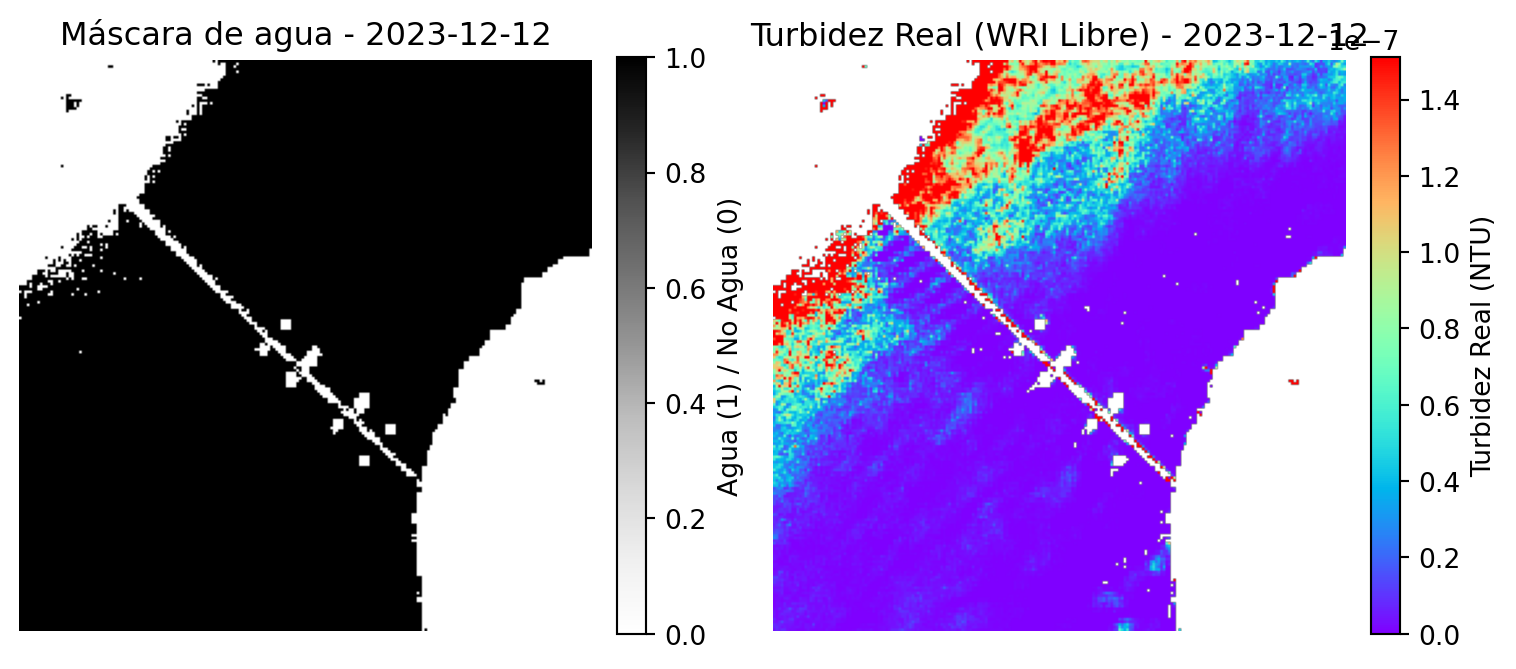 Máscara de agua - 2023-12-12
1.0
0.8
0.6
0.4
0.2
0.0
Agua (1) / No Agua (0)
Turbidez Real (WRI Libre) - 2023-12-12
1e−7
1.4
1.2
1.0
0.8
0.6
0.4
0.2
0.0
Turbidez Real (NTU)